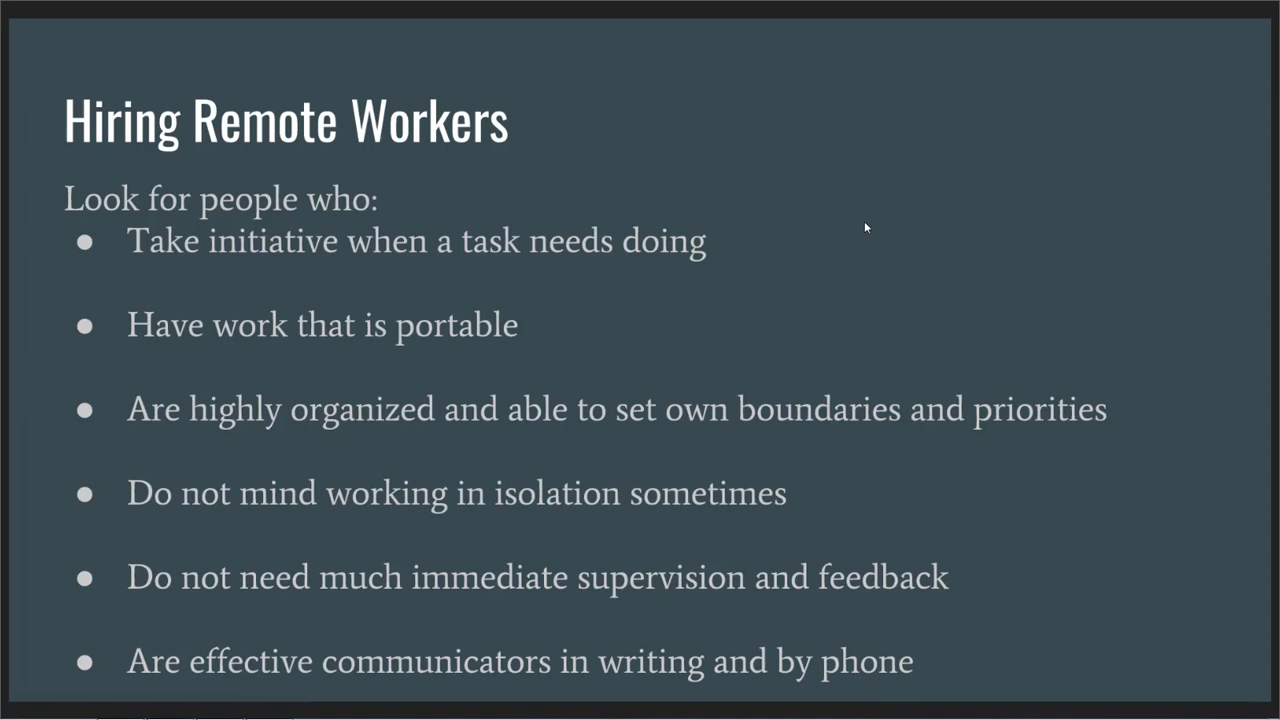 Hiring Remote Workers
Look for people who:
● Take initiative when a task needs doing
● Have work that is portable
● Are highly organized and able to set own boundaries and priorities
● Do not mind working in isolation sometimes
● Do not need much immediate supervision and feedback
● Are effective communicators in writing and by phone